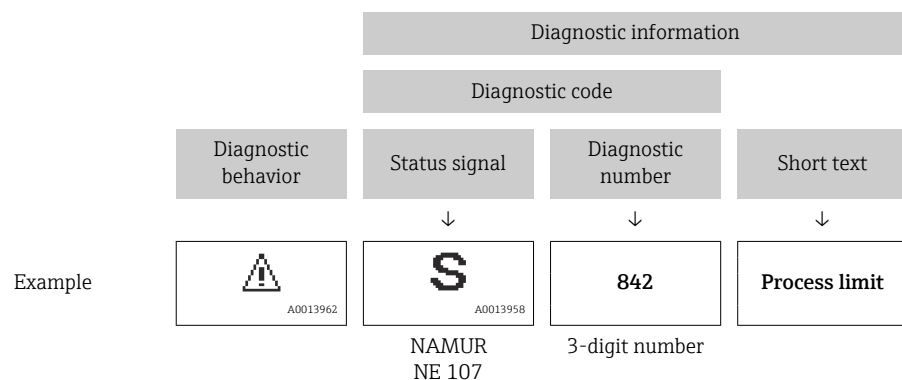 Diagnostic information
Diagnostic code
Diagnostic
behavior
Status signal
Diagnostic
number
Short text
↓ ↓ ↓
Example
A0013962
S
A0013958
842
Process limit
NAMUR
NE 107
3-digit number